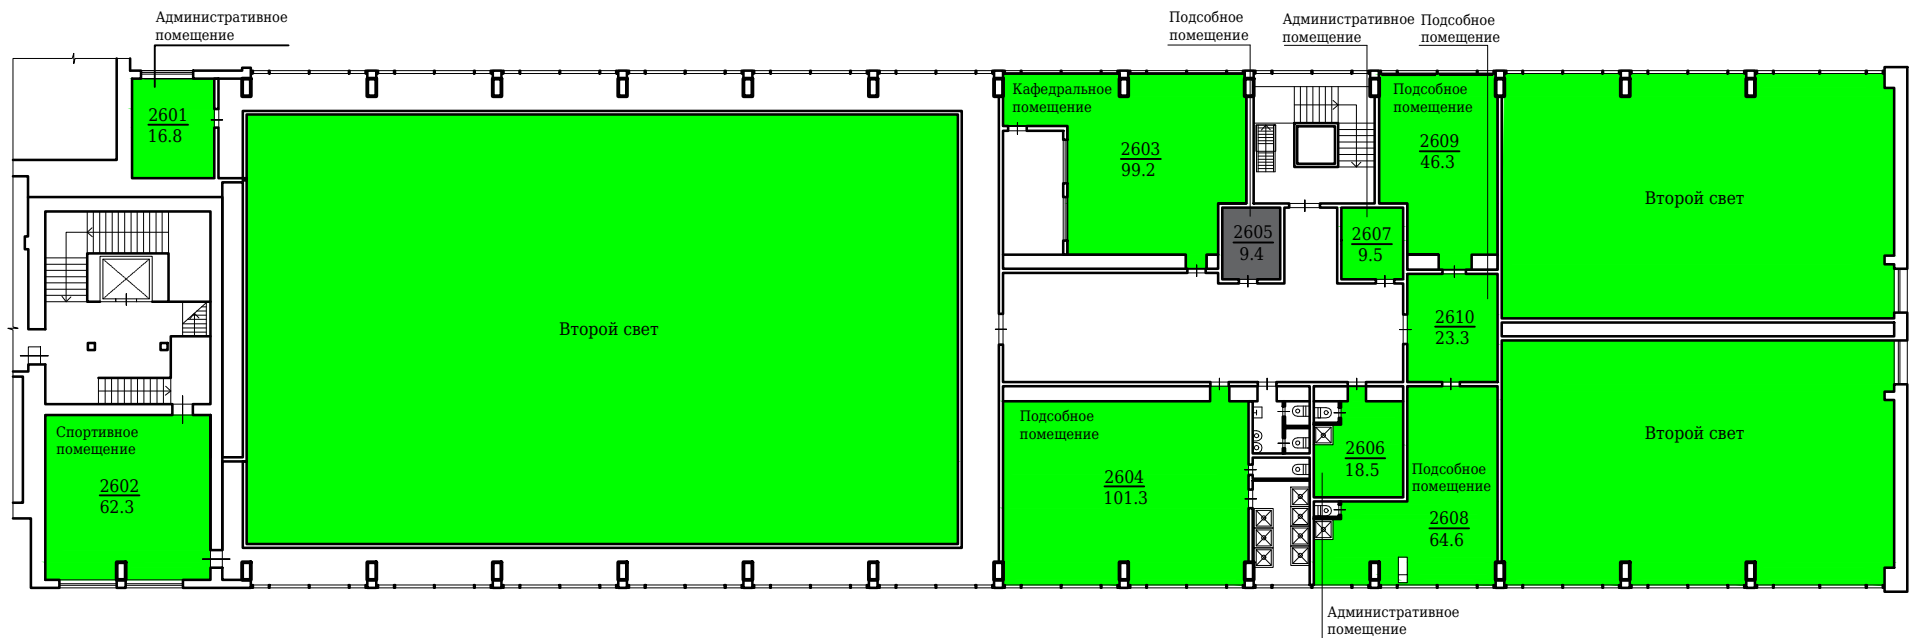 Административное
помещение
Подсобное
помещение
Административное
помещение
Подсобное
помещение
2601
16.8
Кафедральное
помещение
2603
99.2
Подсобное
помещение
2609
46.3
Второй свет
2605
9.4
2607
9.5
Второй свет
2610
23.3
Спортивное
помещение
2602
62.3
Подсобное
помещение
2604
101.3
2606
18.5
Подсобное
помещение
2608
64.6
Второй свет
Административное
помещение